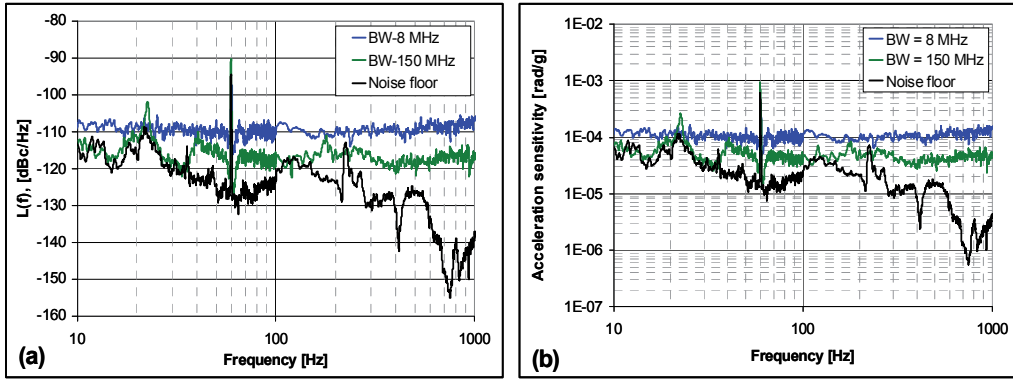 -80
-90
-100
-110
-120
-130
-140
-150
-160
L(f), [dBc/Hz]
BW-8 MHz
BW-150 MHz
Noise floor
10
100
1000
Frequency [Hz]
(a)
1E-02
1E-03
1E-04
1E-05
1E-06
1E-07
Acceleration sensitivity [rad/g]
BW = 8 MHz
BW = 150 MHz
Noise floor
10
100
1000
Frequency [Hz]
(b)